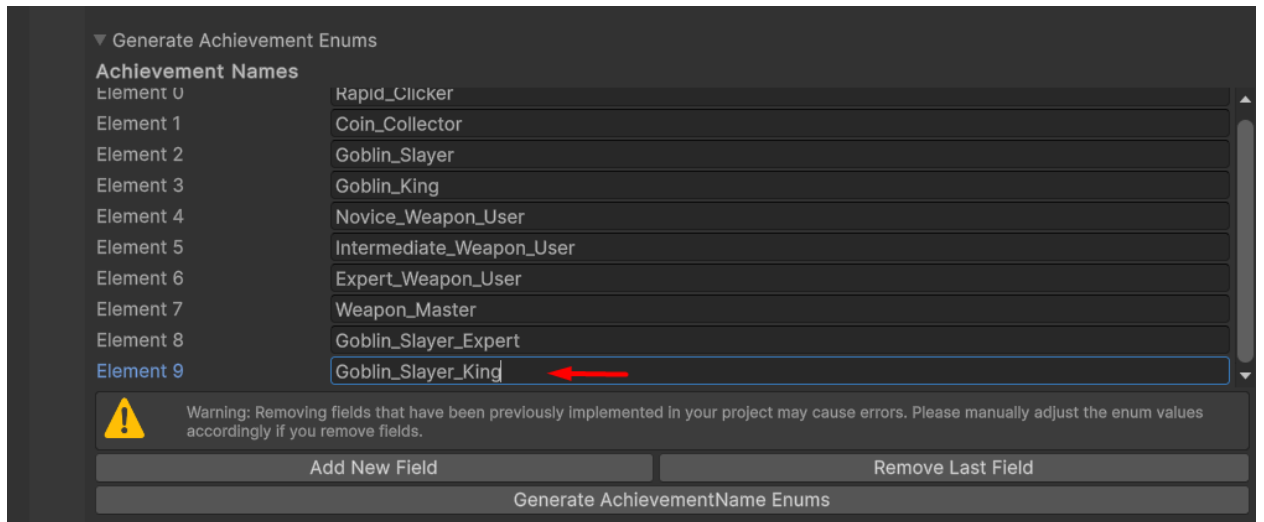 Generate Achievement Enums
Achievement Names
Element 0 Rapid_Clicker
Element 1 Coin_Collector
Element 2 Goblin_Slayer
Element 3 Goblin_King
Element 4 Novice_Weapon_User
Element 5 Intermediate_Weapon_User
Element 6 Expert_Weapon_User
Element 7 Weapon_Master
Element 8 Goblin_Slayer_Expert
Element 9 Goblin_Slayer_King
Warning: Removing fields that have been previously implemented in your project may cause errors. Please manually adjust the enum values
accordingly if you remove fields.
Add New Field Remove Last Field
Generate AchievementName Enums